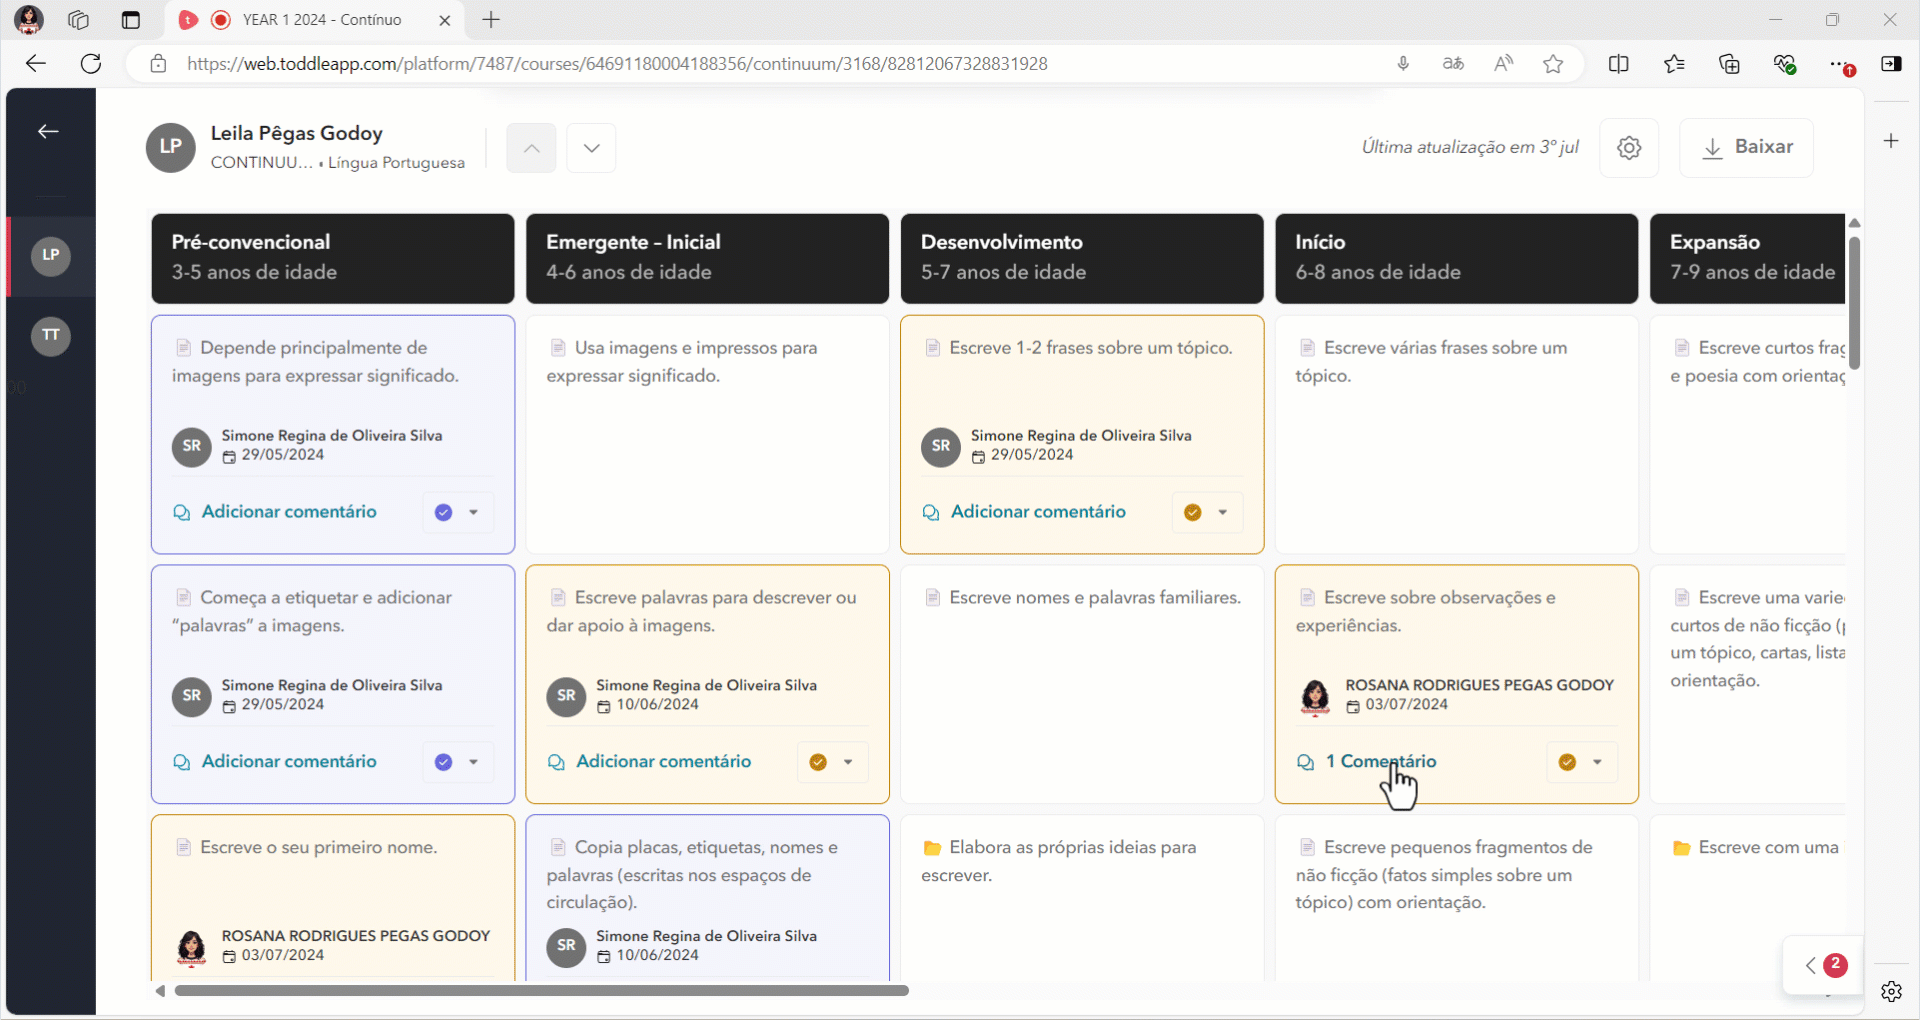 YEAR 1 2024 - Contínuo
https://web.toddleapp.com/platform/7487/courses/64691180004188356/continuum/3168/82812067328831928
aあ
LP
Leila Pêgas Godoy
CONTINUU... • Língua Portuguesa
Última atualização em 3º jul
Baixar
LP
TT
00
Pré-convencional
3-5 anos de idade
Emergente – Inicial
4-6 anos de idade
Desenvolvimento
5-7 anos de idade
Início
6-8 anos de idade
Expansão
7-9 anos de idade
Depende principalmente de
imagens para expressar significado.
SR
Simone Regina de Oliveira Silva
29/05/2024
Adicionar comentário
Usa imagens e impressos para
expressar significado.
Escreve 1-2 frases sobre um tópico.
SR
Simone Regina de Oliveira Silva
29/05/2024
Adicionar comentário
Escreve várias frases sobre um
tópico.
Escreve curtos
e poesia com
Começa a etiquetar e adicionar
“palavras” a imagens.
SR
Simone Regina de Oliveira Silva
29/05/2024
Adicionar comentário
Escreve palavras para descrever ou
dar apoio à imagens.
SR
Simone Regina de Oliveira Silva
10/06/2024
Adicionar comentário
Escreve nomes e palavras familiares.
Escreve sobre observações e
experiências.
ROSANA RODRIGUES PEGAS GODOY
03/07/2024
1 Comentário
Escreve uma
curtos de não ficção
um tópico, cartas,
orientação.
Escreve o seu primeiro nome.
ROSANA RODRIGUES PEGAS GODOY
03/07/2024
Copia placas, etiquetas, nomes e
palavras (escritas nos espaços de
circulação).
SR
Simone Regina de Oliveira Silva
10/06/2024
Elabora as próprias ideias para
escrever.
Escreve pequenos fragmentos de
não ficção (fatos simples sobre um
tópico) com orientação.
Escreve com uma
2